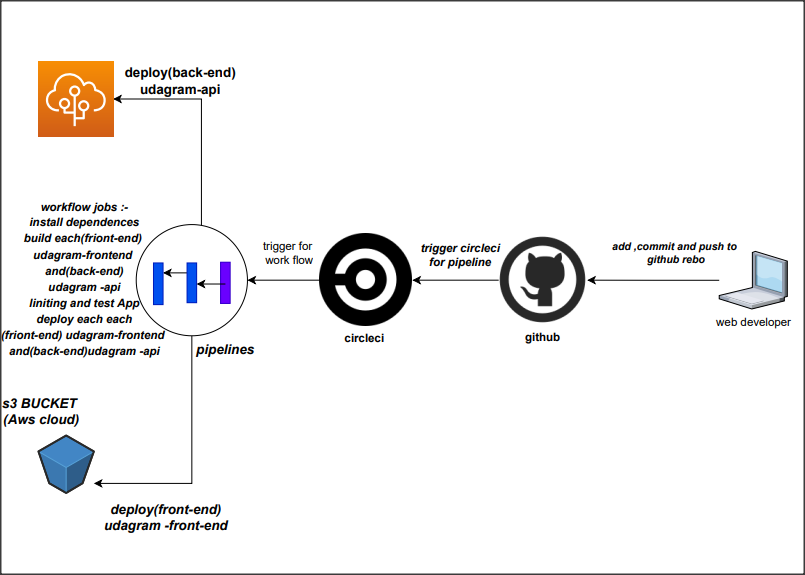 deploy(back-end)
udagram-api
workflow jobs :-
install dependences
build each(friont-end)
udagram-frontend
and(back-end)
udagram -api
liniting and test App
deploy each each
(friont-end) udagram-frontend
and(back-end)udagram -api
pipelines
trigger for
work flow
circleci
trigger circleci
for pipeline
github
add ,commit and push to
github rebo
web developer
s3 BUCKET
(Aws cloud)
deploy(front-end)
udagram -front-end